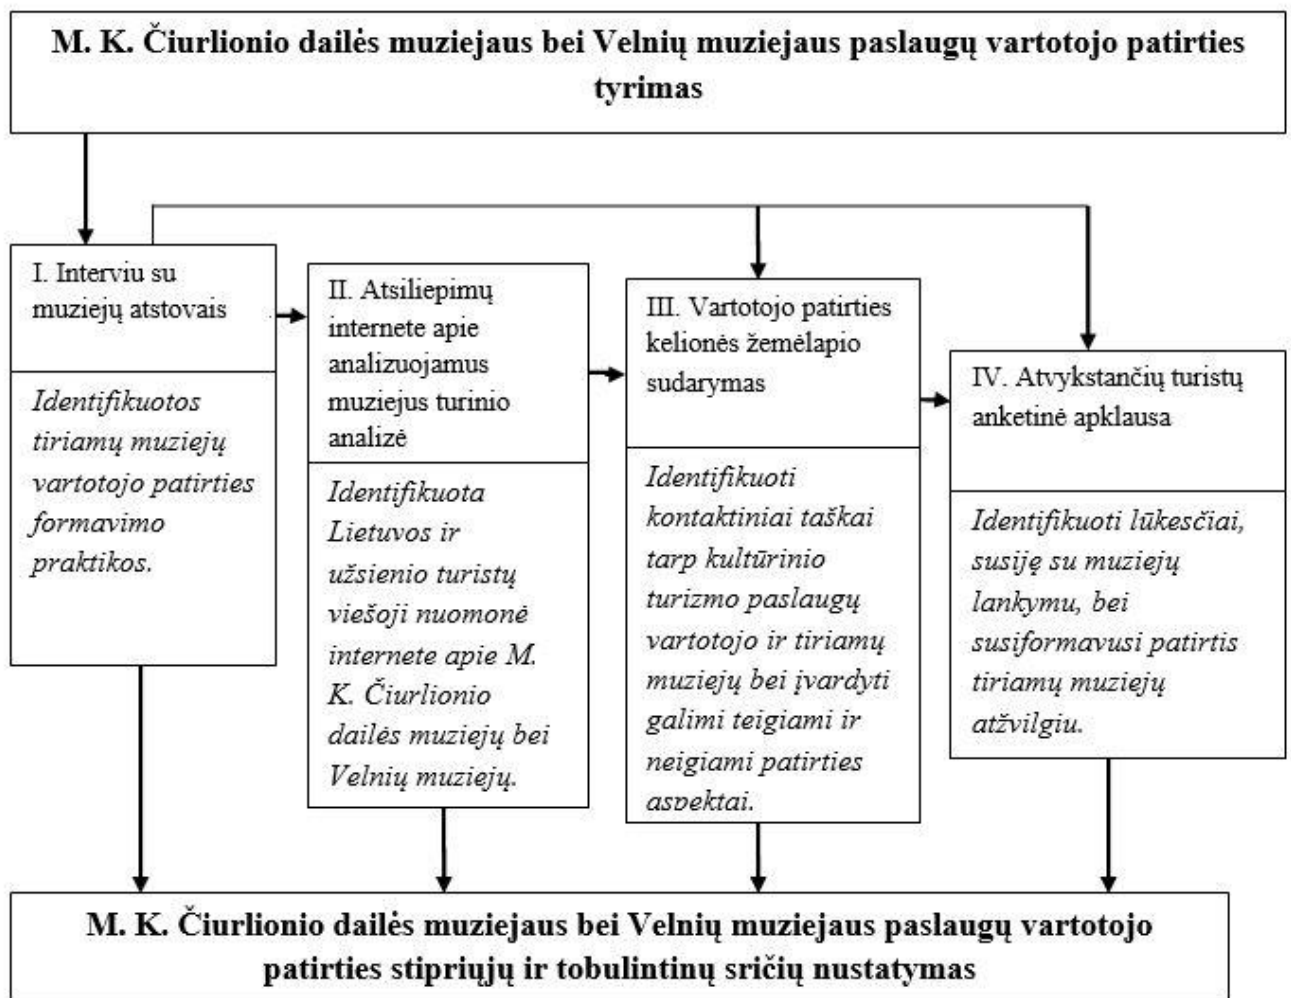 M. K. Čiurlionio dailės muziejaus bei Velnių muziejaus paslaugų vartotojo patirties
tyrimas
I. Interviu su
muziejų atstovais
Identifikuotos
tiriamų muziejų
vartotojo patirties
formavimo
praktikos.
II. Atsiliepimų
internete apie
analizuojamus
muziejus turinio
analizė
Identifikuota
Lietuvos ir
užsienio turistų
viešoji nuomonė
internete apie M.
K. Čiurlionio
dailės muziejų bei
Velnių muziejų.
III. Vartotojo patirties
kelionės žemėlapio
sudarymas
Identifikuoti
kontaktiniai taškai
tarp kultūrinio
turizmo paslaugų
vartotojo ir tiriamų
muziejų bei įvardyti
galimi teigiami ir
neigiami patirties
aspektai.
IV. Atvykstančių turistų
anketinė apklausa
Identifikuoti lūkesčiai,
susiję su muziejų
lankymu, bei
susiformavusi patirtis
tiriamų muziejų
atžvilgiu.
M. K. Čiurlionio dailės muziejaus bei Velnių muziejaus paslaugų vartotojo
patirties stipriųjų ir tobulintinų sričių nustatymas